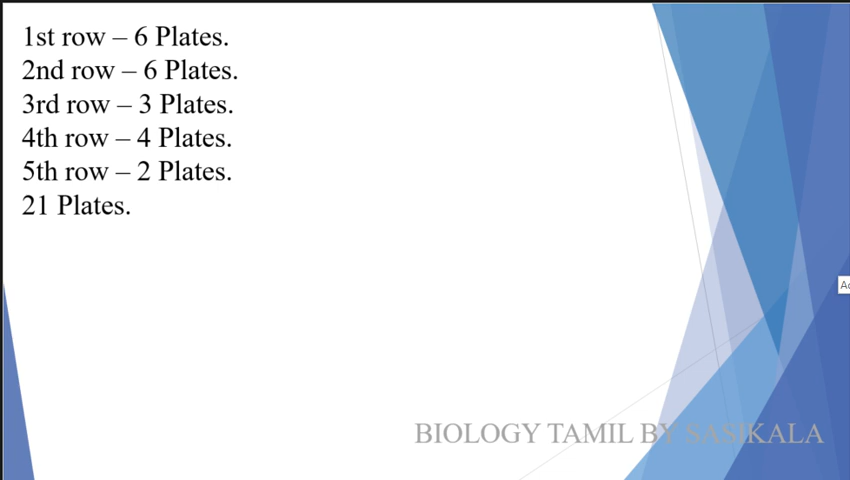 1st row – 6 Plates.
2nd row – 6 Plates.
3rd row – 3 Plates.
4th row – 4 Plates.
5th row – 2 Plates.
21 Plates.
Ac
BIOLOGY TAMIL BY SASIKALA